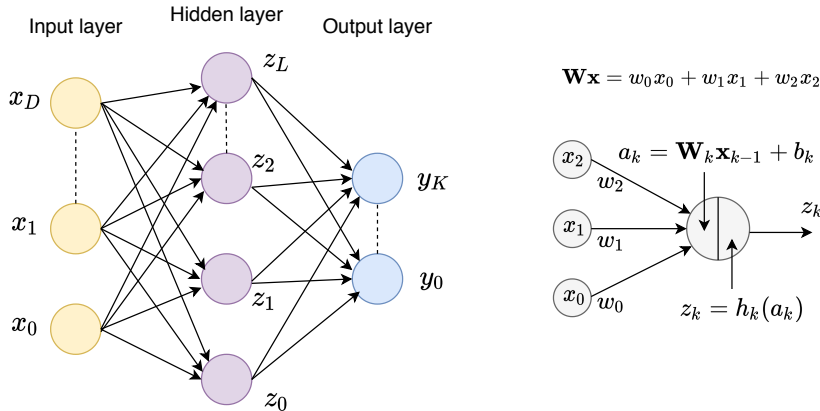 Input layer
Hidden layer
Output layer
x_D
x_1
x_0
z_L
z_2
z_1
z_0
y_K
y_0
𝐖𝐱 = w_0x_0 + w_1x_1 + w_2x_2
a_k = 𝐖_k𝐱_{k−1} + b_k
x_2
w_2
x_1
w_1
x_0
w_0
z_k
z_k = h_k(a_k)